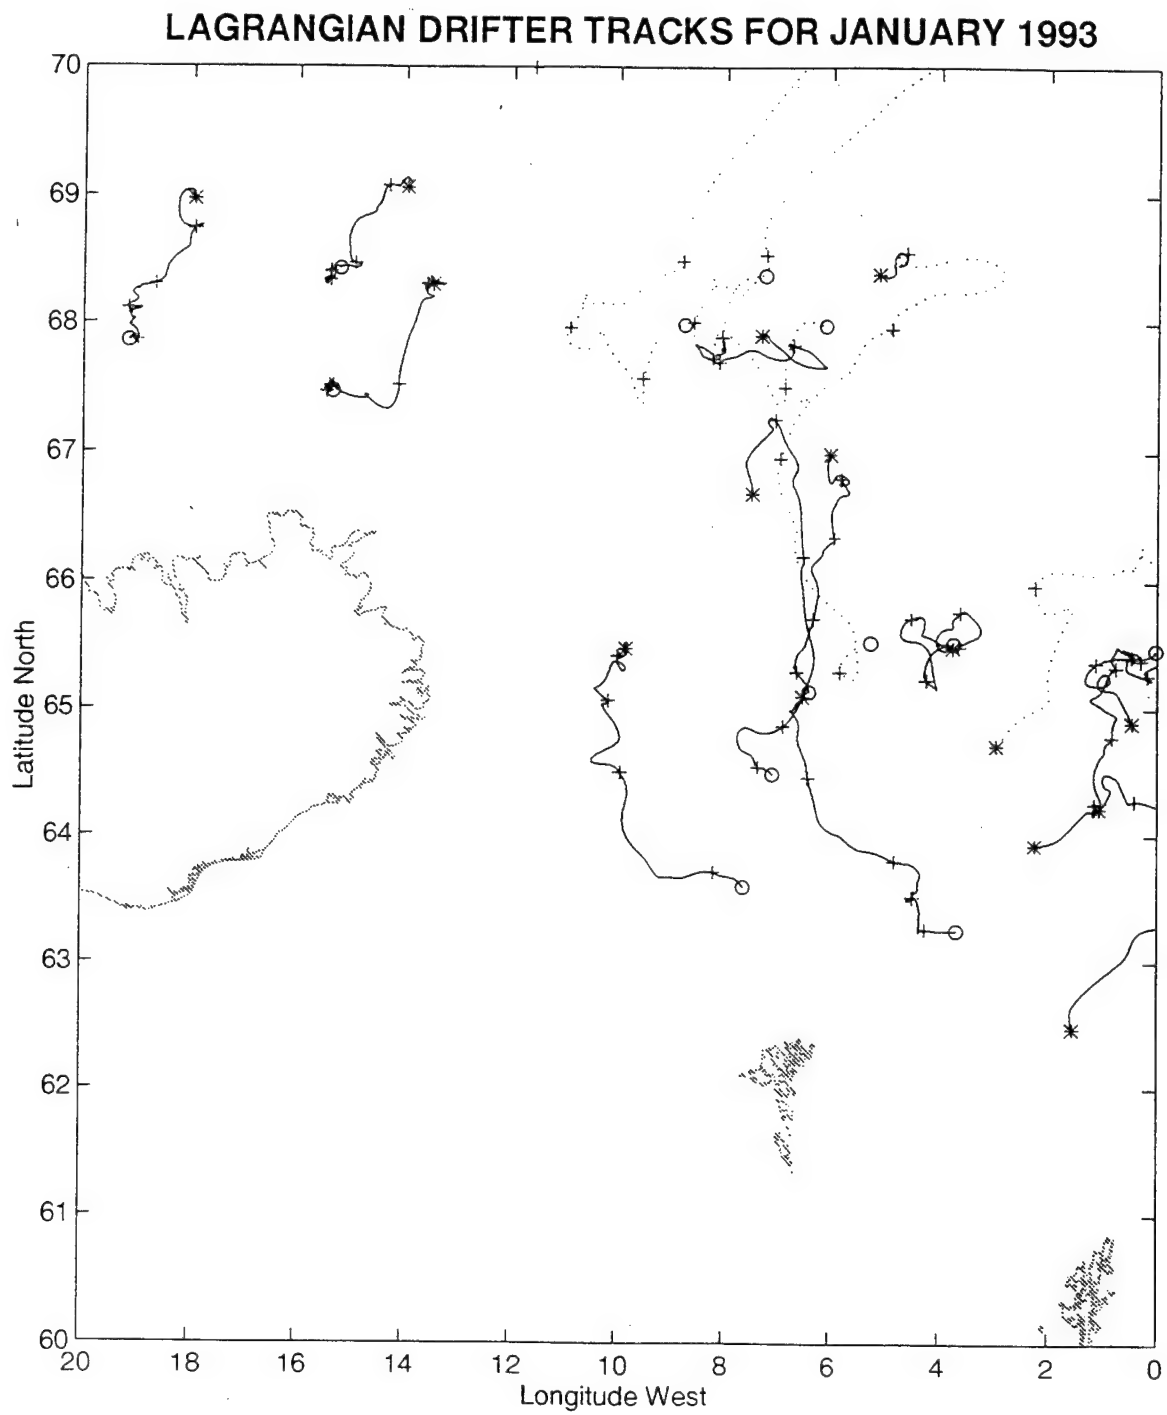 LAGRANGIAN DRIFTER TRACKS FOR JANUARY 1993
70
69
68
67
66
65
64
63
62
61
60
Latitude North
20 18 16 14 12 10 8 6 4 2 0
Longitude West